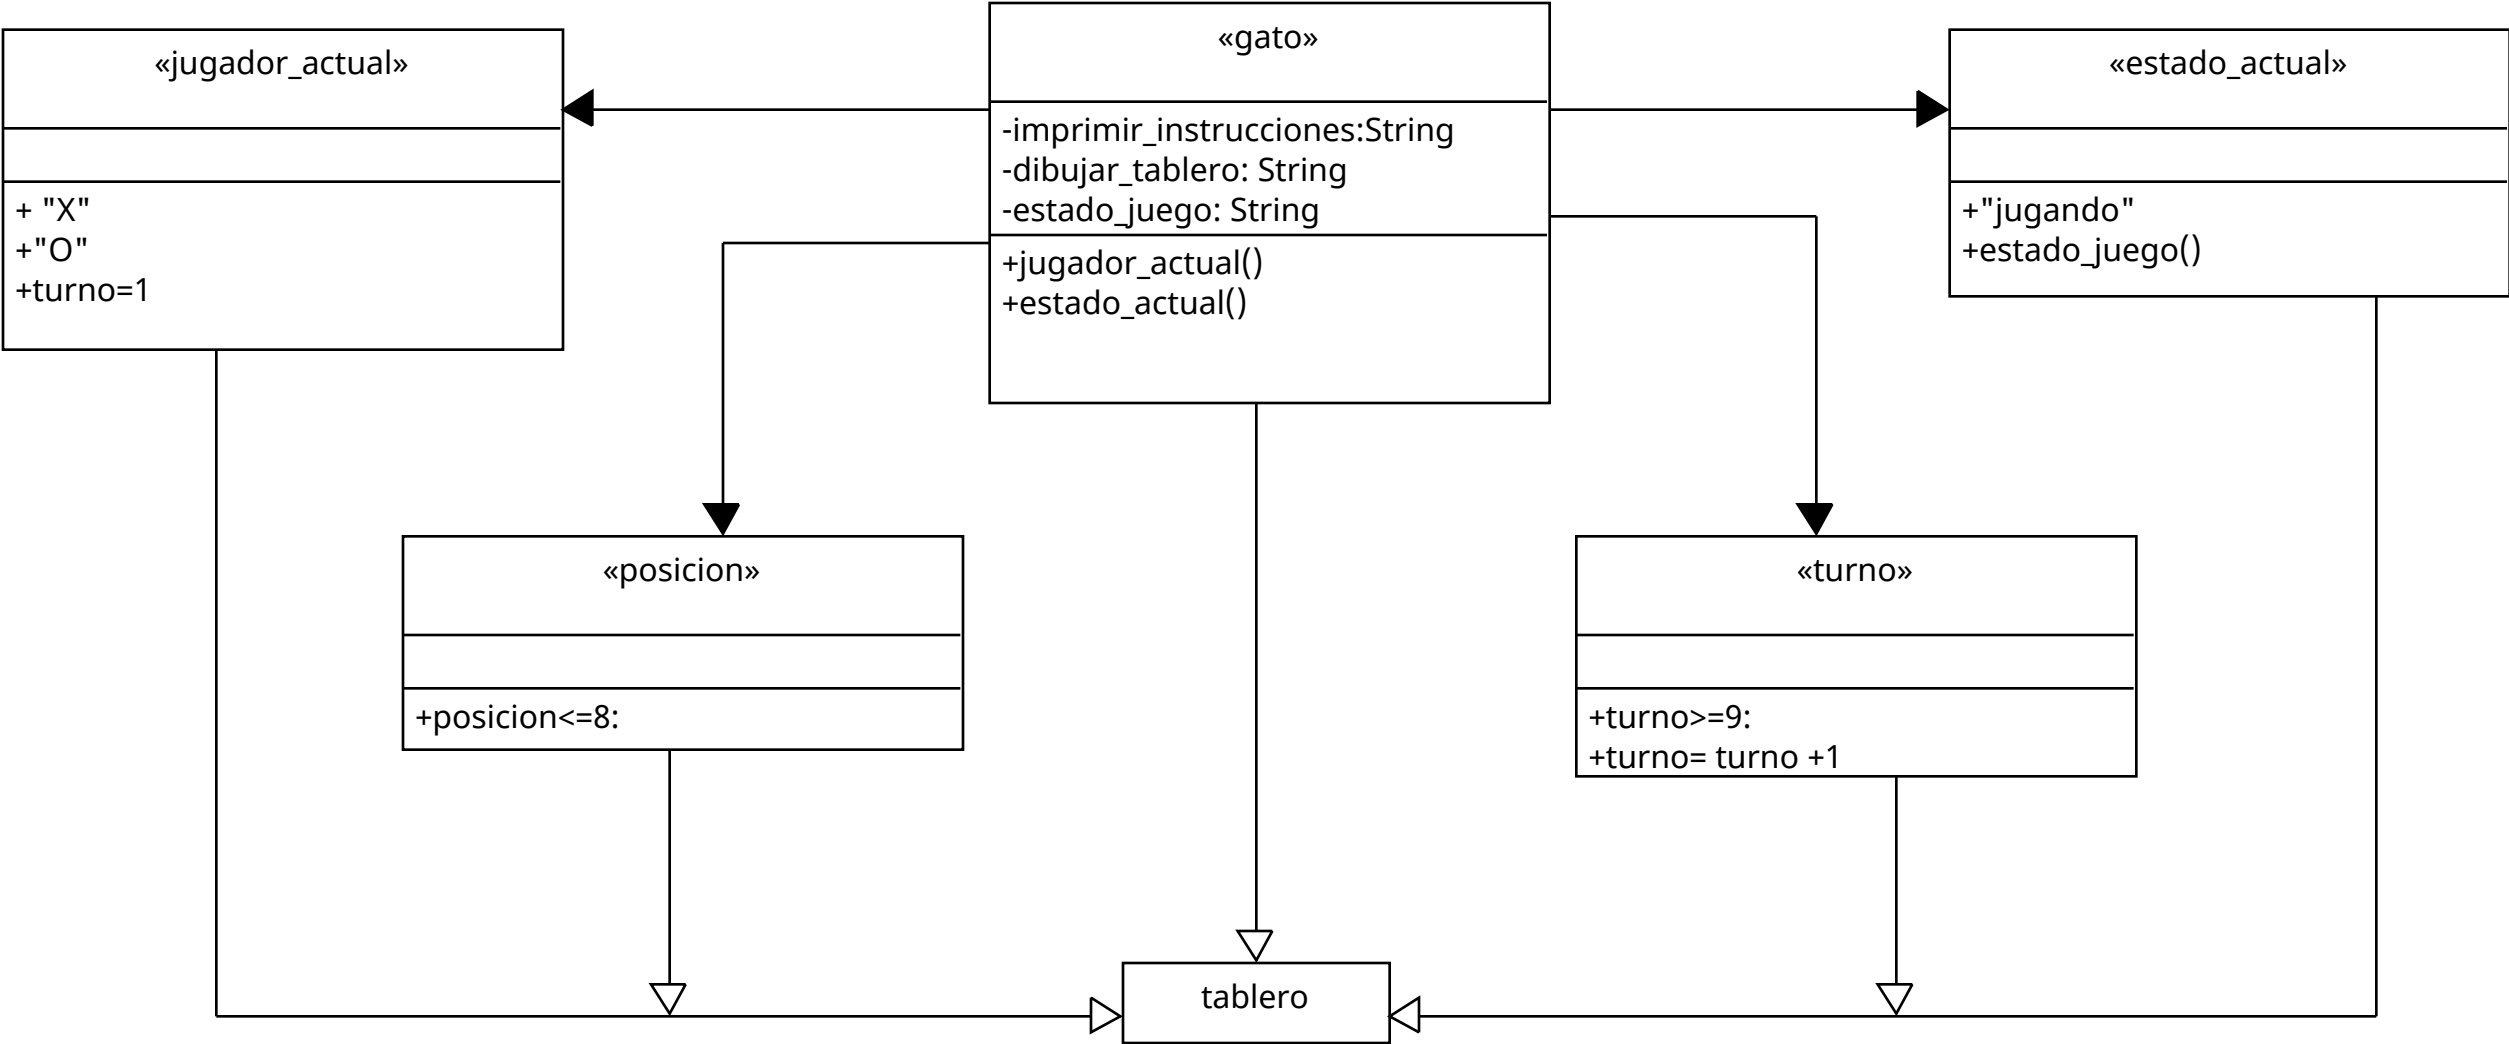 «jugador_actual»
+ "X"
+"O"
+turno=1
«gato»
-imprimir_instrucciones:String
-dibujar_tablero: String
-estado_juego: String
+jugador_actual()
+estado_actual()
«estado_actual»
+"jugando"
+estado_juego()
«posicion»
+posicion<=8:
«turno»
+turno>=9:
+turno= turno +1
tablero